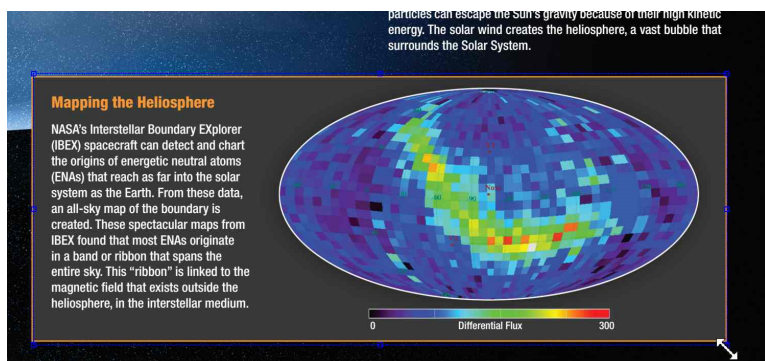 particles can escape the Sun's gravity because of their high kinetic
energy. The solar wind creates the heliosphere, a vast bubble that
surrounds the Solar System.
Mapping the Heliosphere
NASA's Interstellar Boundary EXplorer
(IBEX) spacecraft can detect and chart
the origins of energetic neutral atoms
(ENAs) that reach as far into the solar
system as the Earth. From these data,
an all-sky map of the boundary is
created. These spectacular maps from
IBEX found that most ENAs originate
in a band or ribbon that spans the
entire sky. This “ribbon” is linked to the
magnetic field that exists outside the
heliosphere, in the interstellar medium.
Nose
0 Differential Flux 300